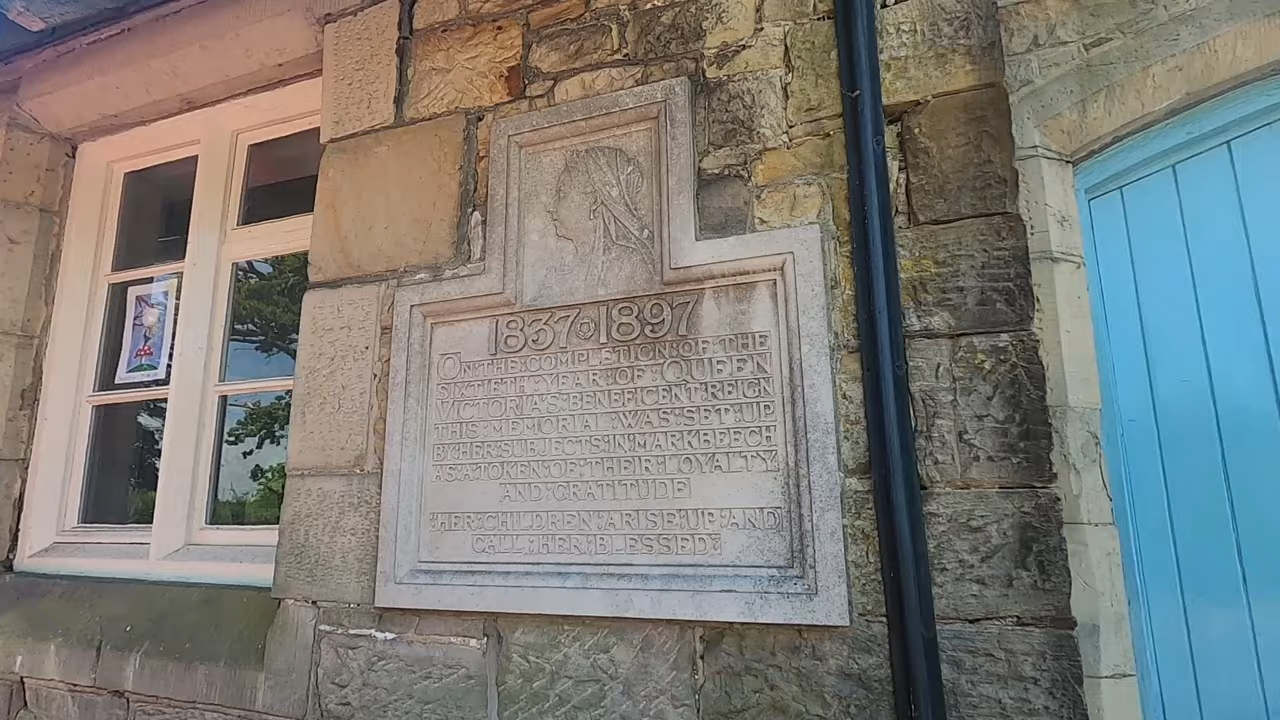 1837 1897
ON:THE:COMPLETION:OF:THE
SIXTIETH:YEAR:OF:QUEEN
VICTORIA'S:BENEFICENT:REIGN
THIS:MEMORIAL:WAS:SET:UP
BY:HER:SUBJECTS:IN:MARKBEECH
AS:A:TOKEN:OF:THEIR:LOYALTY
AND:GRATITUDE
HER:CHILDREN:ARISE:UP:AND
CALL:HER:BLESSED